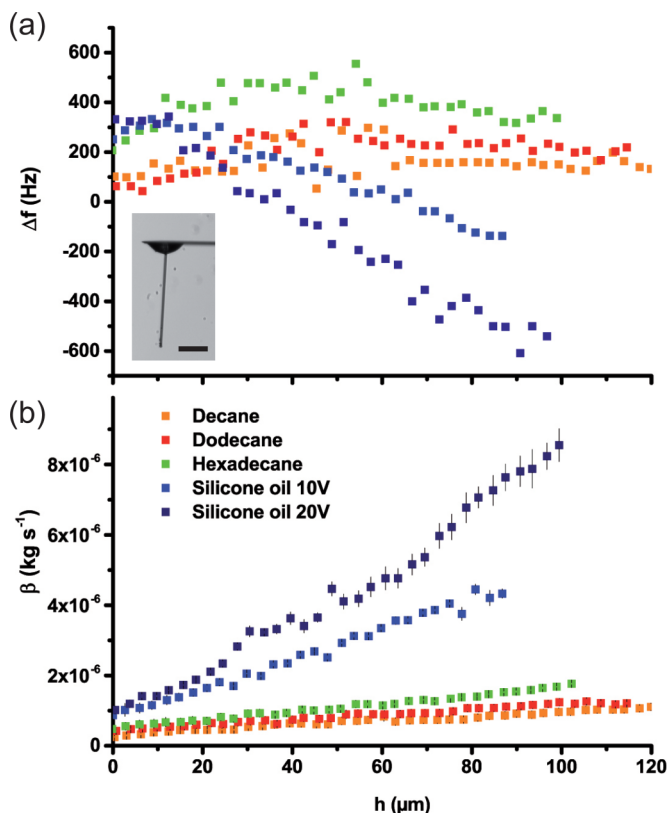 (a)
600
400
200
0
-200
-400
-600
Δf (Hz)
(b)
Decane
Dodecane
Hexadecane
Silicone oil 10V
Silicone oil 20V
8x10⁻⁶
6x10⁻⁶
4x10⁻⁶
2x10⁻⁶
0
β (kg s⁻¹)
0 20 40 60 80 100 120
h (μm)